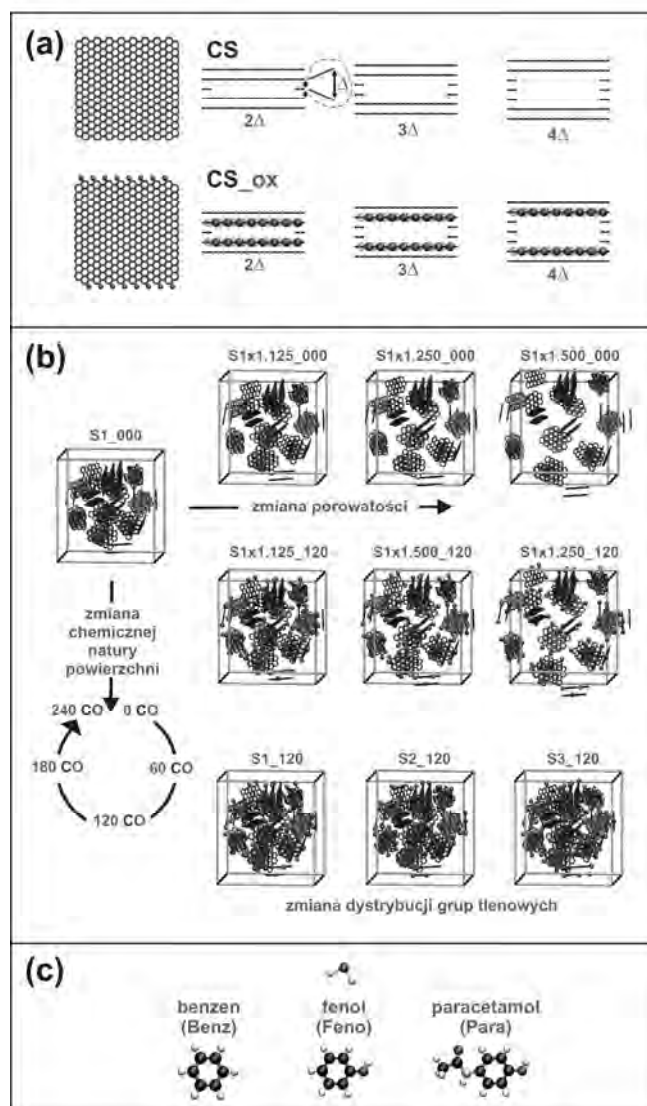 (a)
CS
Δ
2Δ 3Δ 4Δ
CS_ox
2Δ 3Δ 4Δ
(b)
S1_000
S1x1.125_000 S1x1.250_000 S1x1.500_000
zmiana porowatości
S1x1.125_120 S1x1.500_120 S1x1.250_120
zmiana
chemicznej
natury
powierzchni
240 CO 0 CO
180 CO 60 CO
120 CO
S1_120 S2_120 S3_120
zmiana dystrybucji grup tlenowych
(c)
benzen fenol paracetamol
(Benz) (Feno) (Para)